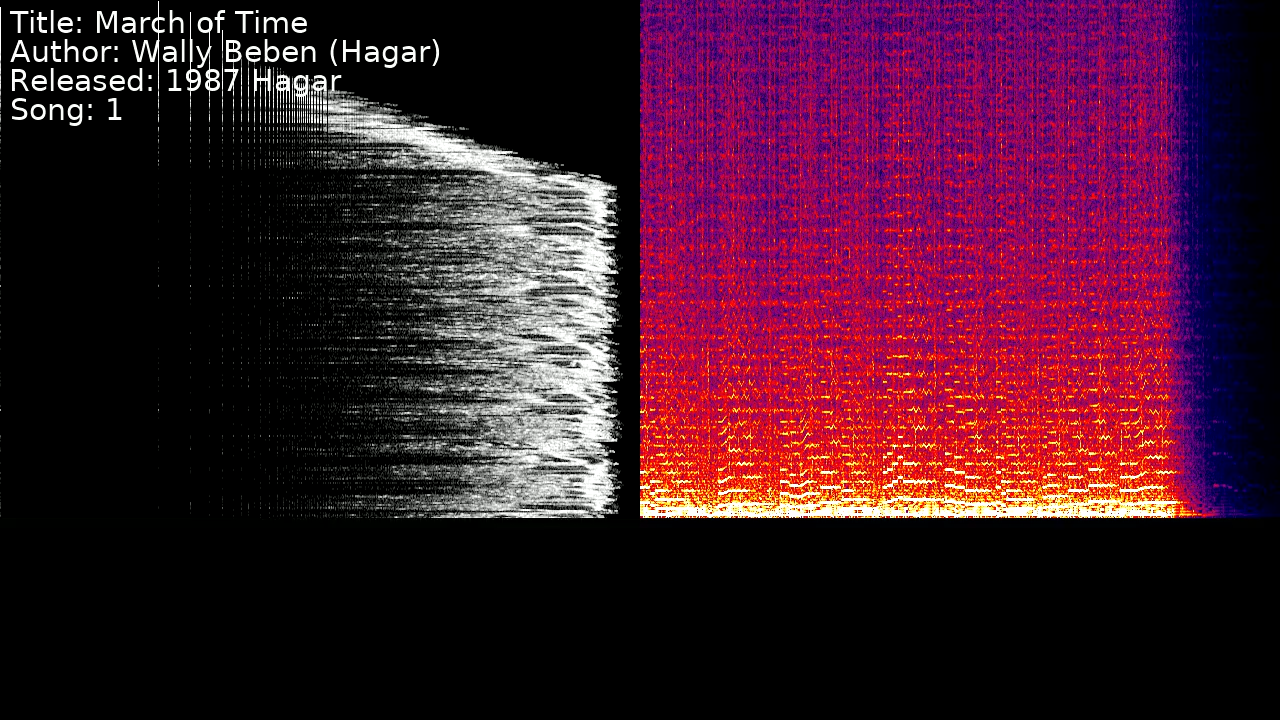 Title: March of Time
Author: Wally Beben (Hagar)
Released: 1987 Hagar
Song: 1